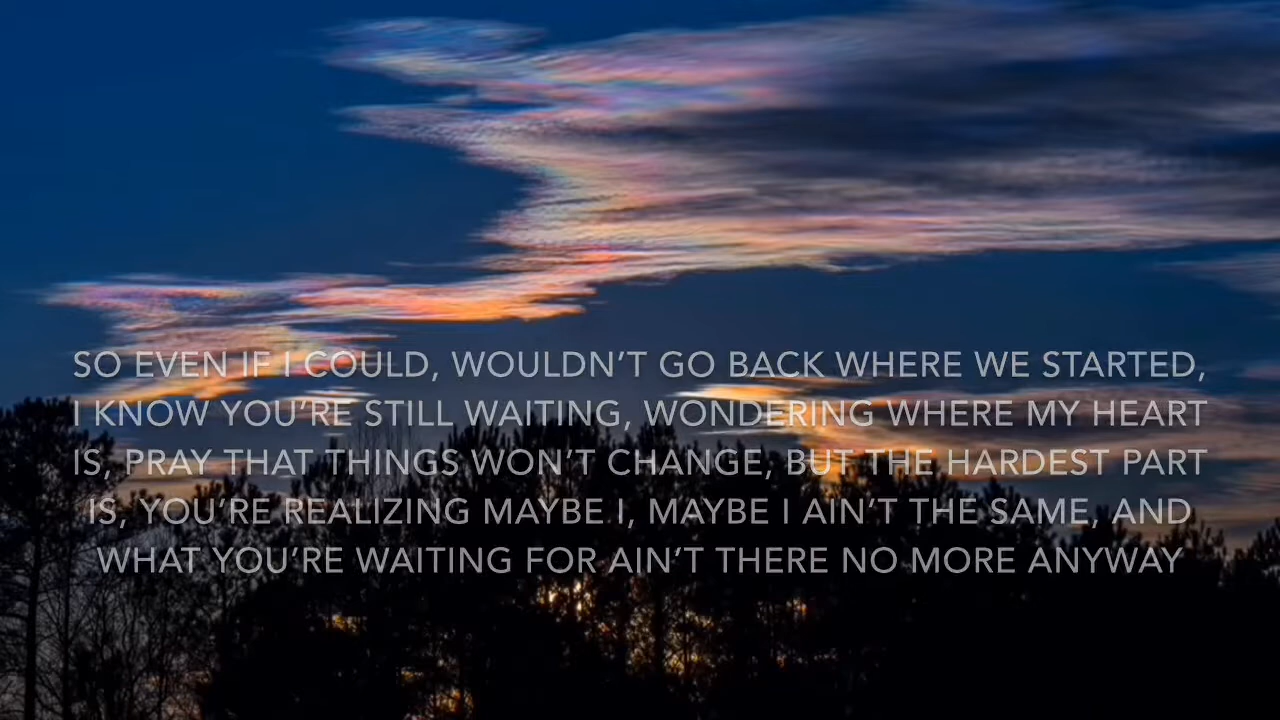 SO EVEN IF I COULD, WOULDN'T GO BACK WHERE WE STARTED,
I KNOW YOU'RE STILL WAITING, WONDERING WHERE MY HEART
IS, PRAY THAT THINGS WON'T CHANGE, BUT THE HARDEST PART
IS, YOU'RE REALIZING MAYBE I, MAYBE I AIN'T THE SAME, AND
WHAT YOU'RE WAITING FOR AIN'T THERE NO MORE ANYWAY